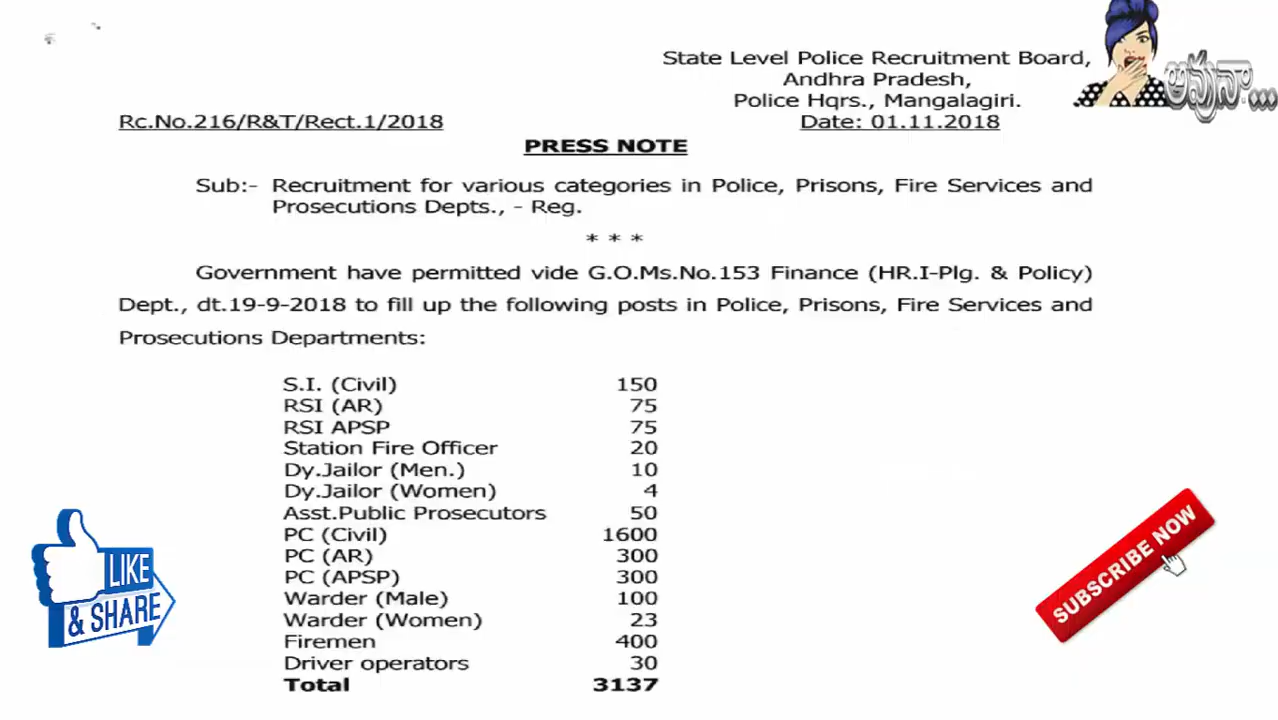 State Level Police Recruitment Board,
Andhra Pradesh,
Police Hqrs., Mangalagiri.
Rc.No.216/R&T/Rect.1/2018
Date: 01.11.2018
PRESS NOTE
Sub:- Recruitment for various categories in Police, Prisons, Fire Services and
Prosecutions Depts., - Reg.
* * *
Government have permitted vide G.O.Ms.No.153 Finance (HR.I-Plg. & Policy)
Dept., dt.19-9-2018 to fill up the following posts in Police, Prisons, Fire Services and
Prosecutions Departments:
S.I. (Civil) 150
RSI (AR) 75
RSI APSP 75
Station Fire Officer 20
Dy.Jailor (Men.) 10
Dy.Jailor (Women) 4
Asst.Public Prosecutors 50
PC (Civil) 1600
PC (AR) 300
PC (APSP) 300
Warder (Male) 100
Warder (Women) 23
Firemen 400
Driver operators 30
Total 3137
అవునా...
LIKE
& SHARE
SUBSCRIBE NOW